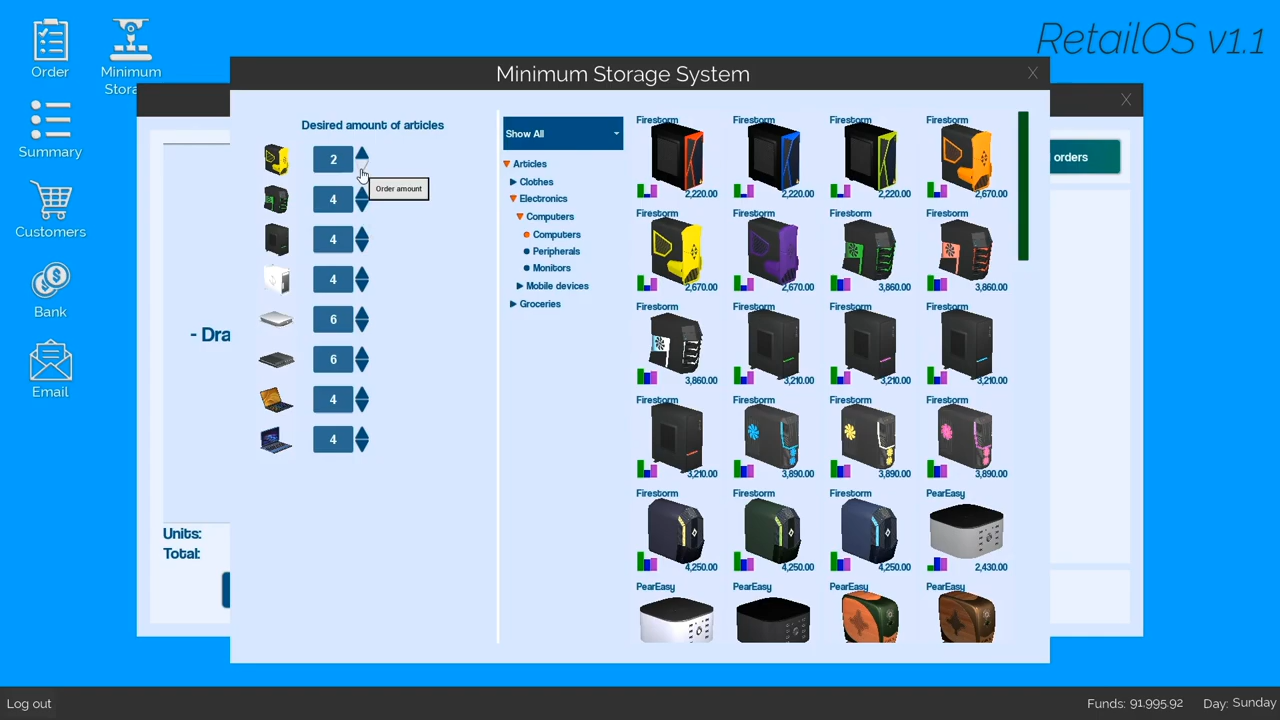 RetailOS v1.1
Order
Minimum
Stora
Summary
Customers
Bank
Email
X
orders
- Dra
Units:
Total:
Minimum Storage System
X
Desired amount of articles
2
Order amount
4
4
4
6
6
4
4
Show All
Articles
Clothes
Electronics
Computers
Computers
Peripherals
Monitors
Mobile devices
Groceries
Firestorm Firestorm Firestorm Firestorm
2,220.00 2,220.00 2,220.00 2,670.00
Firestorm Firestorm Firestorm Firestorm
2,670.00 2,670.00 3,860.00 3,860.00
Firestorm Firestorm Firestorm Firestorm
3,860.00 3,210.00 3,210.00 3,210.00
Firestorm Firestorm Firestorm Firestorm
3,210.00 3,890.00 3,890.00 3,890.00
Firestorm Firestorm Firestorm PearEasy
4,250.00 4,250.00 4,250.00 2,430.00
PearEasy PearEasy Firestorm Firestorm
Log out
Funds: 91,995.92 Day: Sunday